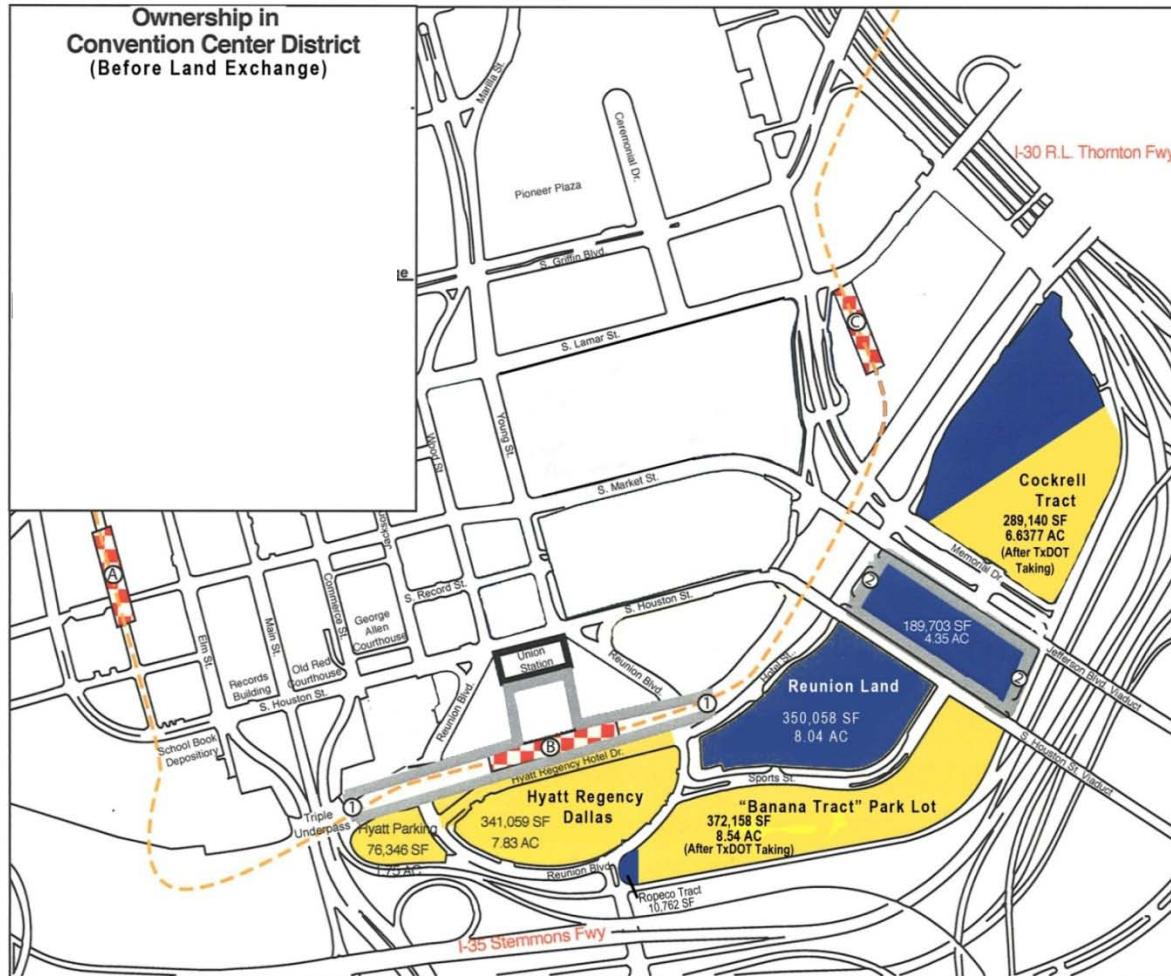 Ownership in
Convention Center District
(Before Land Exchange)
Marilla St.
Ceremonial Dr.
I-30 R.L. Thornton Fwy
Pioneer Plaza
S. Griffin Blvd.
ge
C
S. Lamar St.
Wood St.
Young St.
Jackson
S. Market St.
Cockrell
Tract
289,140 SF
6.6377 AC
(After TxDOT
Taking)
A
Memorial Dr.
2
Commerce St.
S. Record St.
George
Allen
Courthouse
S. Houston St.
189,703 SF
4.35 AC
Elm St.
Main St.
Union
Station
Jefferson Blvd. Viaduct
Records
Building
Old Red
Courthouse
Reunion Blvd.
Reunion Blvd.
Hotel St.
Reunion Land
2
S. Houston St.
1
350,058 SF
8.04 AC
School Book
Depositiory
B
S. Houston St. Viaduct
Hyatt Regency Hotel Dr.
Sports St.
1
Hyatt Regency
Dallas
"Banana Tract" Park Lot
Triple
Underpass
Hyatt Parking
76,346 SF
1.75 AC
341,059 SF
7.83 AC
372,158 SF
8.54 AC
(After TxDOT Taking)
Reunion Blvd.
Ropeco Tract
10,762 SF
I-35 Stemmons Fwy